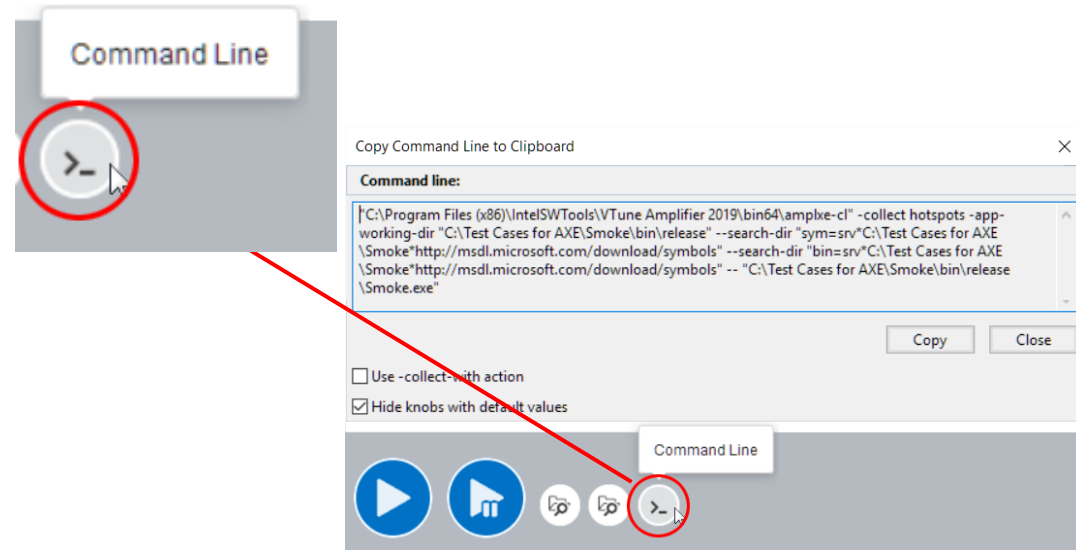 Command Line
>_
Copy Command Line to Clipboard
Command line:
"C:\Program Files (x86)\IntelSWTools\VTune Amplifier 2019\bin64\amplxe-cl" -collect hotspots -app-
working-dir "C:\Test Cases for AXE\Smoke\bin\release" --search-dir "sym=srv*C:\Test Cases for AXE
\Smoke*http://msdl.microsoft.com/download/symbols" --search-dir "bin=srv*C:\Test Cases for AXE
\Smoke*http://msdl.microsoft.com/download/symbols" -- "C:\Test Cases for AXE\Smoke\bin\release
\Smoke.exe"
Copy Close
Use -collect-with action
Hide knobs with default values
Command Line
>_